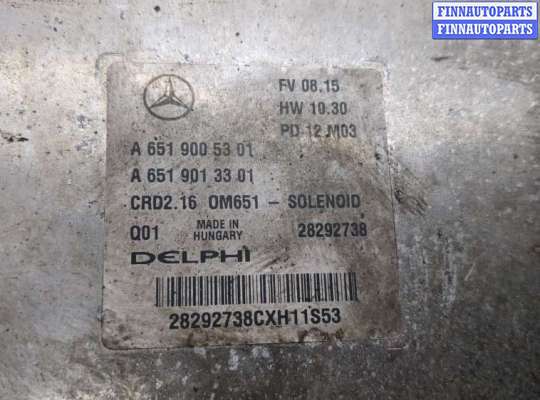 FINNAUTOPARTS
FINNAUTOPARTS
FV 08.15
HW 10.30
PD 12 M03
A 651 900 53 01
A 651 901 33 01
CRD2.16 OM651 - SOLENOID
Q01 MADE IN HUNGARY 28292738
DELPHI
28292738CXH11S53